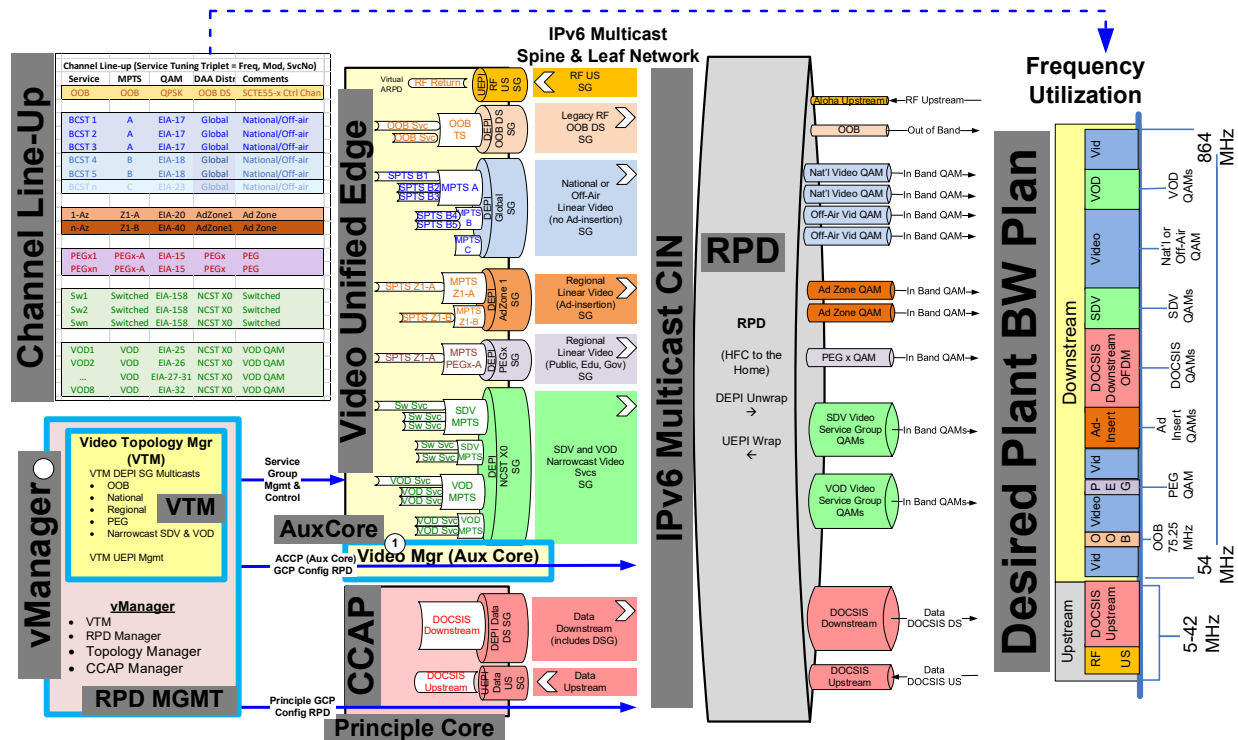 IPv6 Multicast
Spine & Leaf Network
Channel Line-Up
Channel Line-up (Service Tuning Triplet = Freq, Mod, SvcNo)
Service MPTS QAM DAA Distr Comments
OOB OOB QPSK OOB DS SCTE55-x Ctrl Chan
BCST 1 A EIA-17 Global National/Off-air
BCST 2 A EIA-17 Global National/Off-air
BCST 3 A EIA-17 Global National/Off-air
BCST 4 B EIA-18 Global National/Off-air
BCST 5 B EIA-18 Global National/Off-air
BCST n C EIA-23 Global National/Off-air
1-Az Z1-A EIA-20 AdZone1 Ad Zone
n-Az Z1-B EIA-40 AdZone1 Ad Zone
PEGx1 PEGx-A EIA-15 PEGx PEG
PEGxn PEGx-A EIA-15 PEGx PEG
Sw1 Switched EIA-158 NCST X0 Switched
Sw2 Switched EIA-158 NCST X0 Switched
Swn Switched EIA-158 NCST X0 Switched
VOD1 VOD EIA-25 NCST X0 VOD QAM
VOD2 VOD EIA-26 NCST X0 VOD QAM
... VOD EIA-27-31 NCST X0 VOD QAM
VOD8 VOD EIA-32 NCST X0 VOD QAM
vManager
Video Topology Mgr
(VTM)
VTM DEPI SG Multicasts
• OOB
• National
• Regional
• PEG
• Narrowcast SDV & VOD
VTM UEPI Mgmt
VTM
vManager
• VTM
• RPD Manager
• Topology Manager
• CCAP Manager
RPD MGMT
Service
Group
Mgmt & Control
ACCP (Aux Core)
GCP Config RPD
Principle GCP
Config RPD
Video Unified Edge
Virtual
ARPD
RF Return
UEPI
RF
US
SG
RF US
SG
OOB Svc
OOB Svc
OOB
TS
DEPI
OOB DS
SG
Legacy RF
OOB DS
SG
SPTS B1
SPTS B2
SPTS B3
MPTS A
SPTS B4
SPTS B5
MPTS
B
MPTS
C
DEPI
Global
SG
National or
Off-Air
Linear Video
(no Ad-insertion)
SG
SPTS Z1-A
MPTS
Z1-A
SPTS Z1-B
MPTS
Z1-B
DEPI
AdZone 1
SG
Regional
Linear Video
(Ad-insertion)
SG
SPTS Z1-A
MPTS
PEGx-A
DEPI
PEGx
SG
Regional
Linear Video
(Public, Edu, Gov)
SG
Sw Svc
Sw Svc
Sw Svc
SDV
MPTS
Sw Svc
Sw Svc
SDV
MPTS
VOD Svc
VOD Svc
VOD Svc
VOD
MPTS
VOD Svc
VOD Svc
VOD
MPTS
DEPI
NCST X0
SG
SDV and VOD
Narrowcast Video
Svcs
SG
AuxCore
1
Video Mgr (Aux Core)
CCAP
DOCSIS
Downstream
DEPI Data
DS SG
Data
Downstream
(includes DSG)
SG
DOCSIS
Upstream
UEPI
Data
US
SG
Data
Upstream
Principle Core
IPv6 Multicast CIN
RPD
RPD
(HFC to the
Home)
DEPI Unwrap
→
UEPI Wrap
←
Aloha Upstream
RF Upstream
OOB
Out of Band
Nat'l Video QAM
In Band QAM
Nat'l Video QAM
In Band QAM
Off-Air Vid QAM
In Band QAM
Off-Air Vid QAM
In Band QAM
Ad Zone QAM
In Band QAM
Ad Zone QAM
In Band QAM
PEG x QAM
In Band QAM
SDV Video
Service Group
QAMs
In Band QAMs
VOD Video
Service Group
QAMs
In Band QAMs
DOCSIS
Downstream
Data
DOCSIS DS
DOCSIS
Upstream
Data
DOCSIS US
Frequency
Utilization
Desired Plant BW Plan
Downstream
Upstream
Vid
VOD
Video
SDV
DOCSIS
Downstream
OFDM
Ad-
Insert
Vid
PEG
Video
OOB
Vid
DOCSIS
Upstream
RF
US
864
MHz
VOD
QAMs
Nat'l or
Off-Air
QAM
SDV
QAMs
DOCSIS
QAMs
Ad
Insert
QAMs
PEG
QAM
OOB
75.25
MHz
54
MHz
5-42
MHz